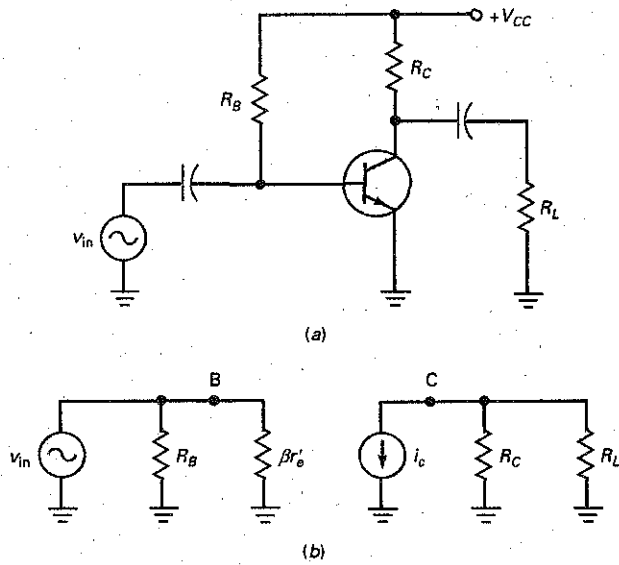 +V_CC
R_C
R_B
R_L
v_in
(a)
B
C
v_in
R_B
βr'_e
i_c
R_C
R_L
(b)